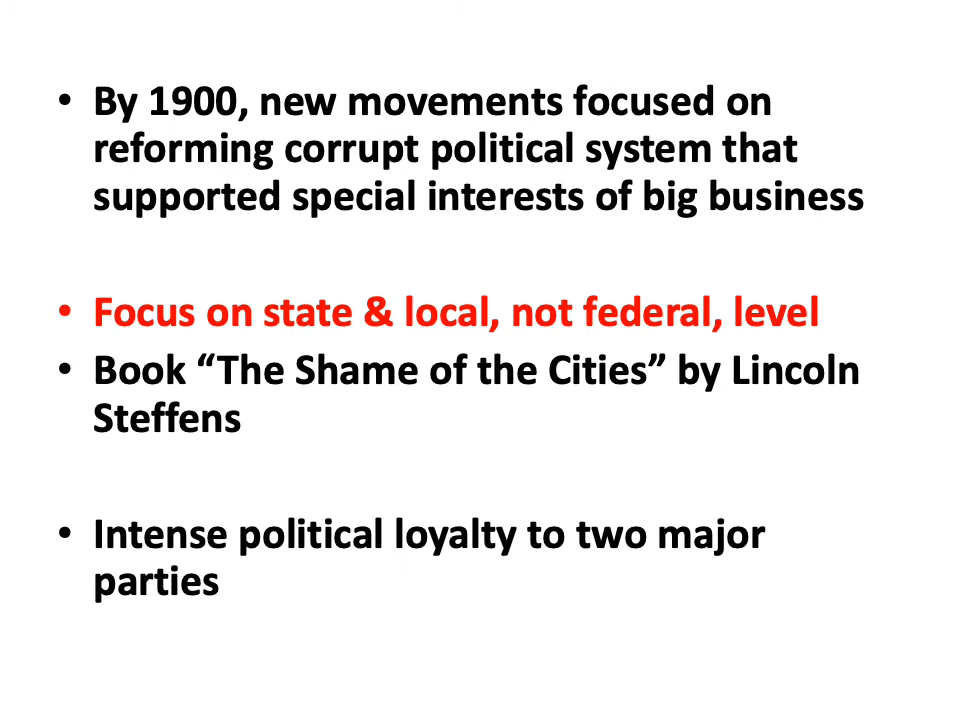 • By 1900, new movements focused on
reforming corrupt political system that
supported special interests of big business
• Focus on state & local, not federal, level
• Book “The Shame of the Cities” by Lincoln
Steffens
• Intense political loyalty to two major
parties